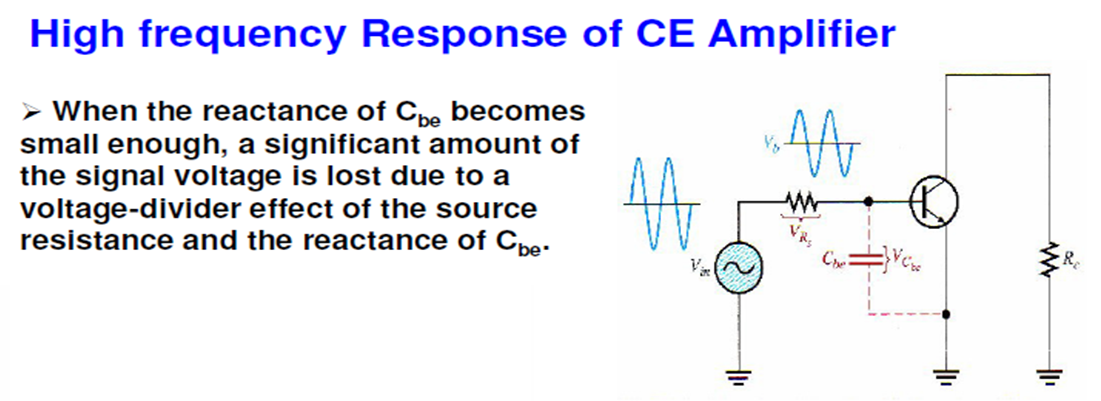 High frequency Response of CE Amplifier
➢ When the reactance of Cbe becomes
small enough, a significant amount of
the signal voltage is lost due to a
voltage-divider effect of the source
resistance and the reactance of Cbe.
Vb
VRs
Vin
Cbe
VCbe
Rc